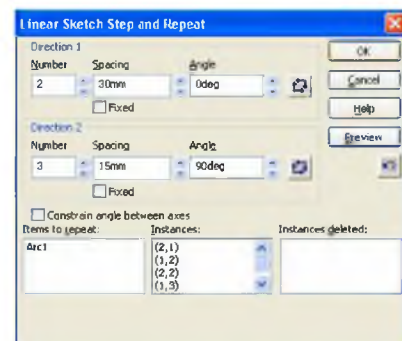 Linear Sketch Step and Repeat
Direction 1
Number Spacing Angle
2 30mm 0deg
Fixed
Direction 2
Number Spacing Angle
3 15mm 90deg
Fixed
Constrain angle between axes
Items to repeat: Instances: Instances deleted:
Arc1
(2,1)
(1,2)
(2,2)
(1,3)
OK
Cancel
Help
Preview